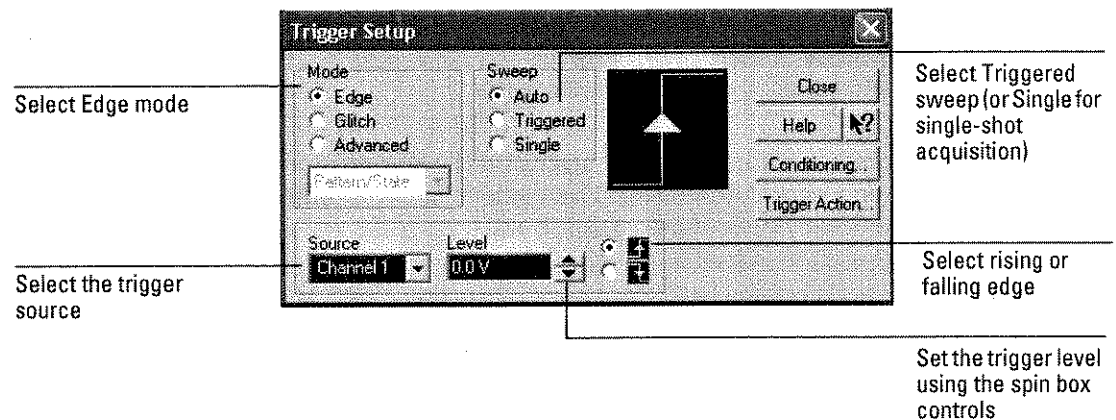 Trigger Setup
Mode
Edge
Glitch
Advanced
Pattern/State
Sweep
Auto
Triggered
Single
Close
Help
Conditioning...
Trigger Action...
Source
Channel 1
Level
0.0 V
Select Edge mode
Select the trigger
source
Select Triggered
sweep (or Single for
single-shot
acquisition)
Select rising or
falling edge
Set the trigger level
using the spin box
controls